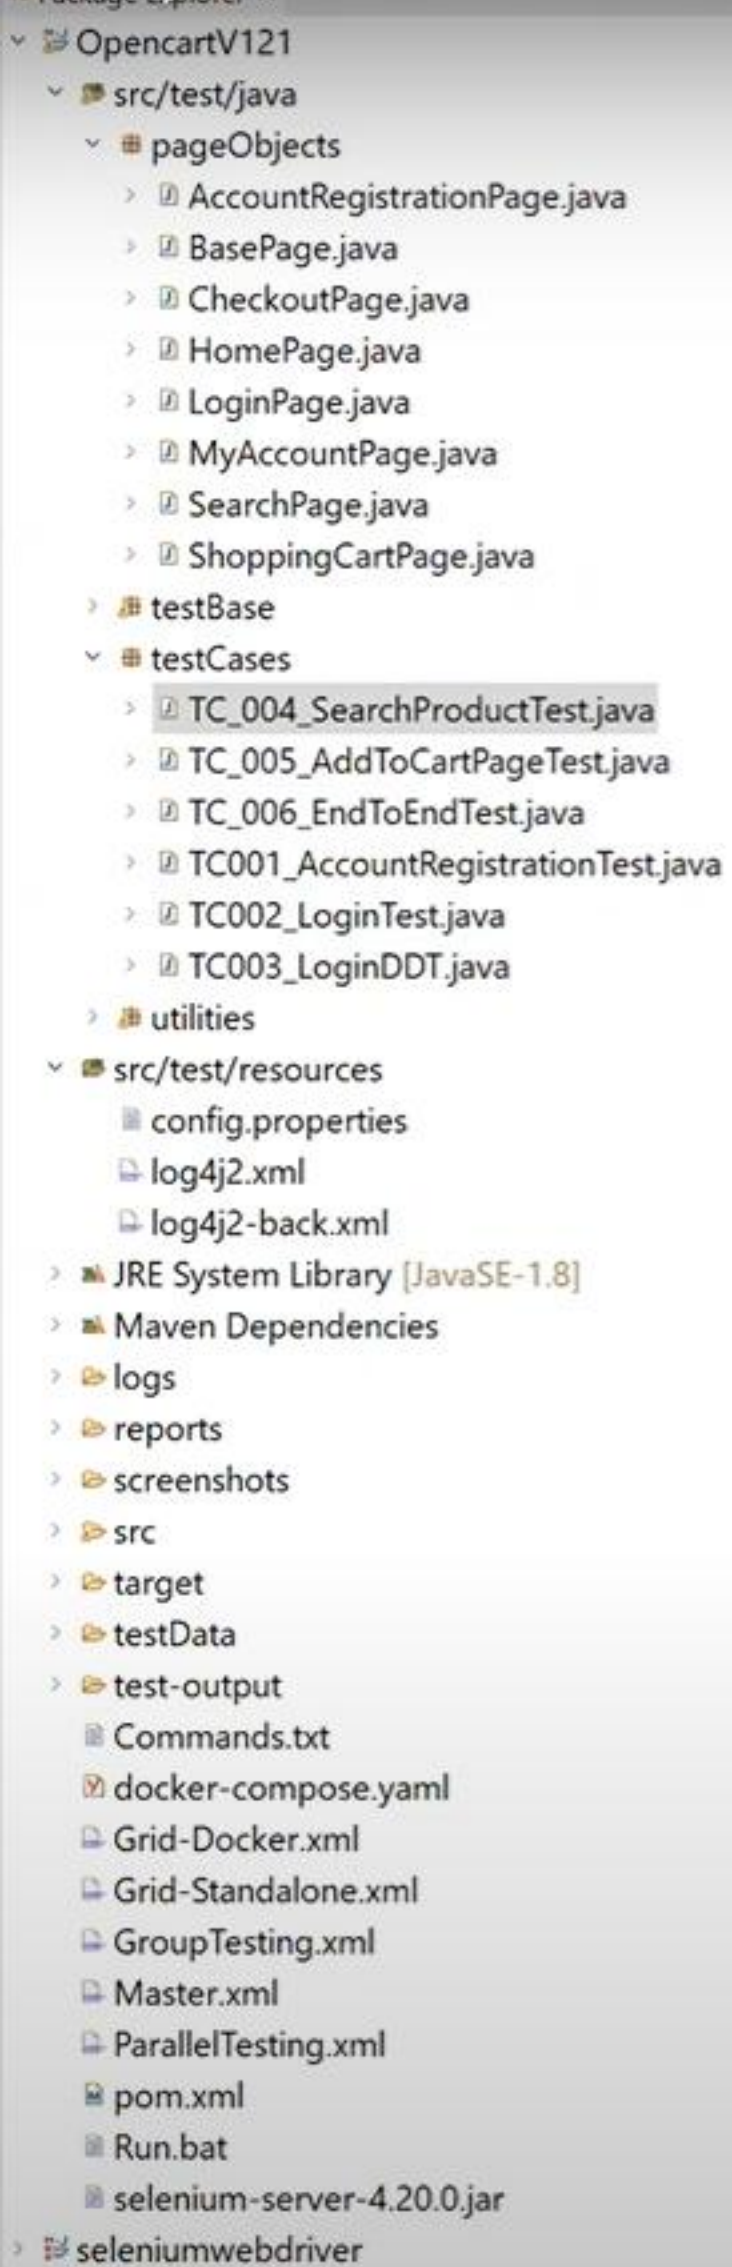 Package Explorer
OpencartV121
src/test/java
pageObjects
AccountRegistrationPage.java
BasePage.java
CheckoutPage.java
HomePage.java
LoginPage.java
MyAccountPage.java
SearchPage.java
ShoppingCartPage.java
testBase
testCases
TC_004_SearchProductTest.java
TC_005_AddToCartPageTest.java
TC_006_EndToEndTest.java
TC001_AccountRegistrationTest.java
TC002_LoginTest.java
TC003_LoginDDT.java
utilities
src/test/resources
config.properties
log4j2.xml
log4j2-back.xml
JRE System Library [JavaSE-1.8]
Maven Dependencies
logs
reports
screenshots
src
target
testData
test-output
Commands.txt
docker-compose.yaml
Grid-Docker.xml
Grid-Standalone.xml
GroupTesting.xml
Master.xml
ParallelTesting.xml
pom.xml
Run.bat
selenium-server-4.20.0.jar
seleniumwebdriver